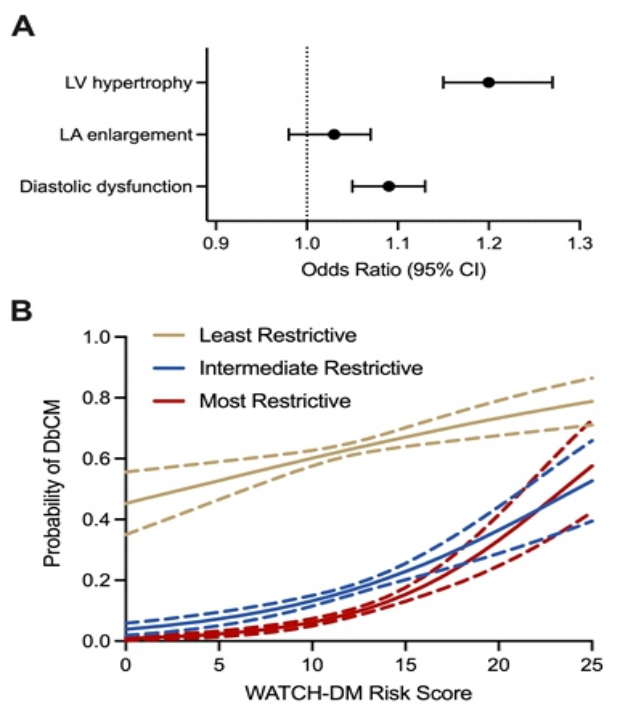 A
LV hypertrophy
LA enlargement
Diastolic dysfunction
0.9 1.0 1.1 1.2 1.3
Odds Ratio (95% CI)
B
Least Restrictive
Intermediate Restrictive
Most Restrictive
Probability of DbCM
1.0
0.8
0.6
0.4
0.2
0.0
0 5 10 15 20 25
WATCH-DM Risk Score